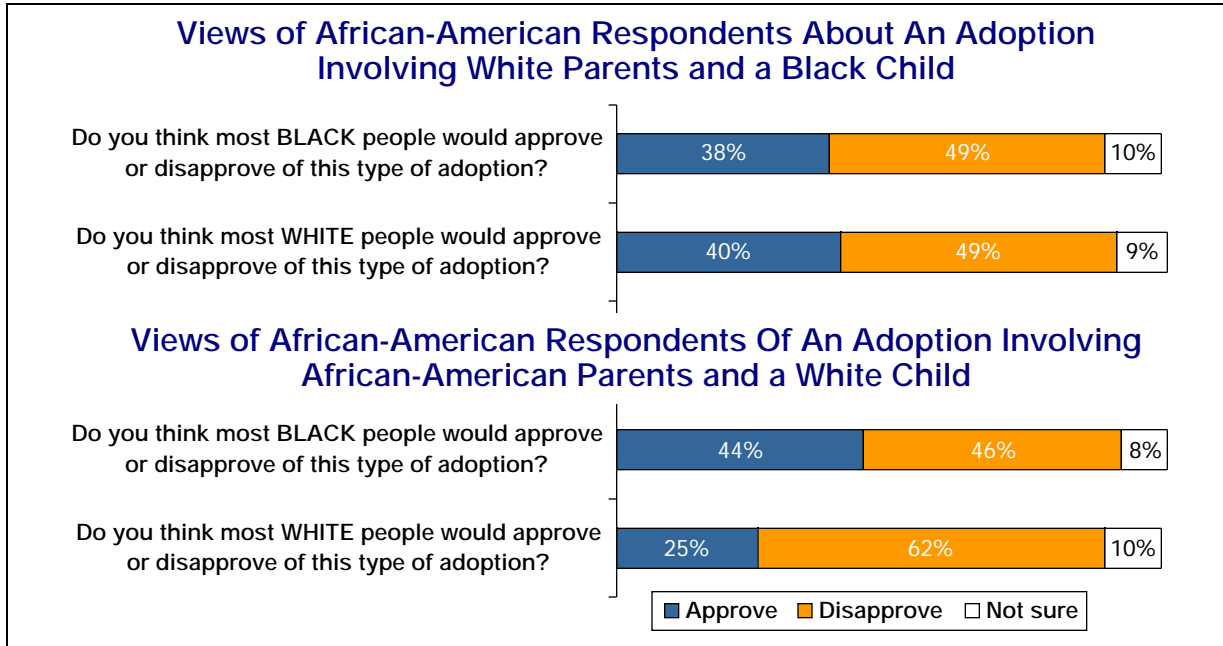 Views of African-American Respondents About An Adoption
Involving White Parents and a Black Child
Do you think most BLACK people would approve
or disapprove of this type of adoption?
38%
49%
10%
Do you think most WHITE people would approve
or disapprove of this type of adoption?
40%
49%
9%
Views of African-American Respondents Of An Adoption Involving
African-American Parents and a White Child
Do you think most BLACK people would approve
or disapprove of this type of adoption?
44%
46%
8%
Do you think most WHITE people would approve
or disapprove of this type of adoption?
25%
62%
10%
Approve Disapprove Not sure